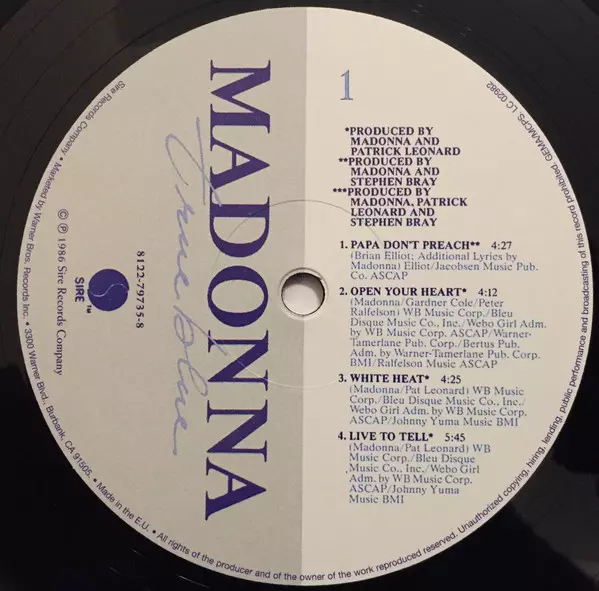 MADONNA
True blue
8122-79735-8
SIRE™
© ℗ 1986 Sire Records Company
1
*PRODUCED BY
MADONNA AND
PATRICK LEONARD
**PRODUCED BY
MADONNA AND
STEPHEN BRAY
***PRODUCED BY
MADONNA, PATRICK
LEONARD AND
STEPHEN BRAY
1. PAPA DON'T PREACH** 4:27
(Brian Elliot; Additional Lyrics by
Madonna) Elliot/Jacobsen Music Pub.
Co. ASCAP
2. OPEN YOUR HEART* 4:12
(Madonna/Gardner Cole/Peter
Ralfelson) WB Music Corp./Bleu
Disque Music Co., Inc./Webo Girl Adm.
by WB Music Corp. ASCAP/Warner-
Tamerlane Pub. Corp./Bertus Pub.
Adm. by Warner-Tamerlane Pub. Corp.
BMI/Ralfelson Music ASCAP
3. WHITE HEAT* 4:25
(Madonna/Pat Leonard) WB Music
Corp./Bleu Disque Music Co., Inc./
Webo Girl Adm. by WB Music Corp.
ASCAP/Johnny Yuma Music BMI
4. LIVE TO TELL* 5:45
(Madonna/Pat Leonard) WB
Music Corp./Bleu Disque
Music Co., Inc./Webo Girl
Adm. by WB Music Corp.
ASCAP/Johnny Yuma
Music BMI
Sire Records Company • Marketed by Warner Bros. Records Inc. • 3300 Warner Blvd., Burbank, CA 91505. • Made in the E.U. • All rights of the producer and of the owner of the work reproduced reserved. Unauthorized copying, hiring, lending, public performance and broadcasting of this record prohibited. GEMA/MCPS, LC 02982